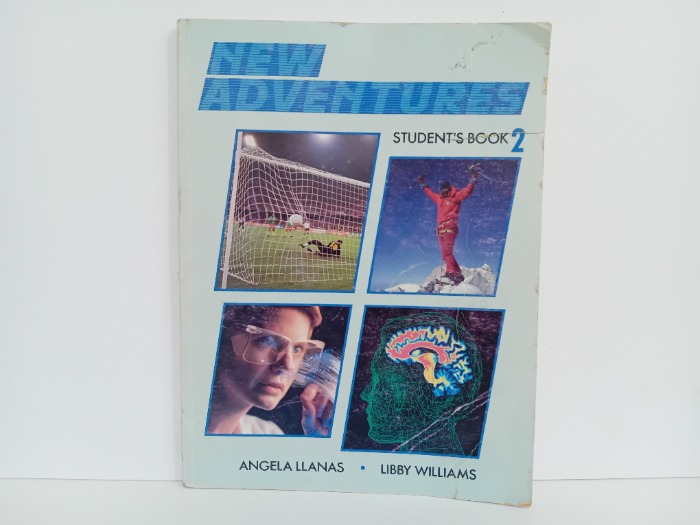 NEW
ADVENTURES
STUDENT'S BOOK 2
ANGELA LLANAS • LIBBY WILLIAMS